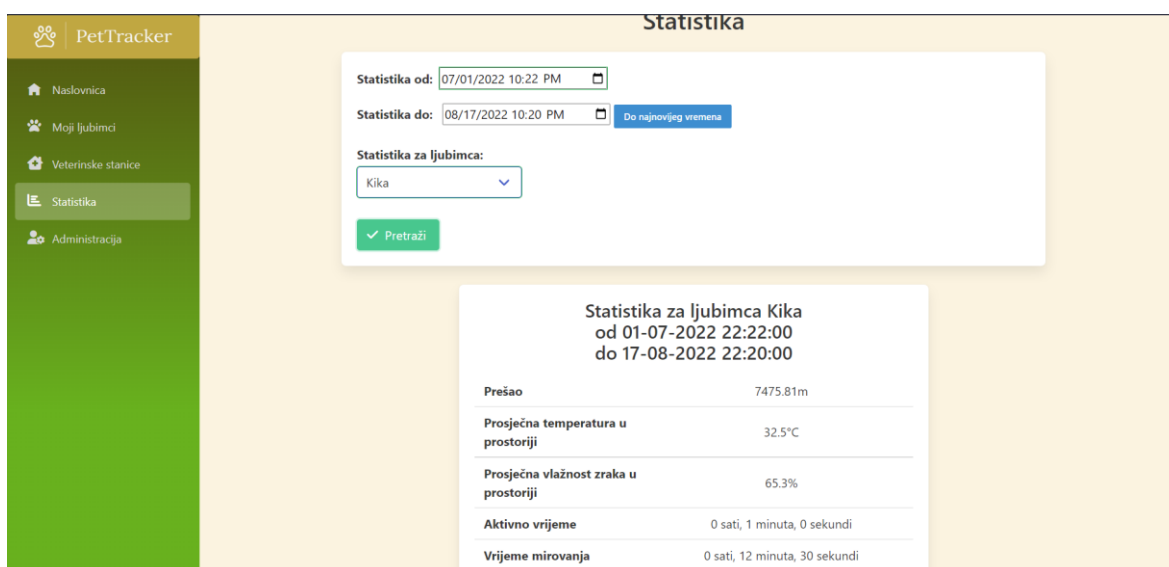 PetTracker
Naslovnica
Moji ljubimci
Veterinske stanice
Statistika
Administracija
Statistika
Statistika od: 07/01/2022 10:22 PM
Statistika do: 08/17/2022 10:20 PM Do najnovijeg vremena
Statistika za ljubimca:
Kika
Pretraži
Statistika za ljubimca Kika
od 01-07-2022 22:22:00
do 17-08-2022 22:20:00
Prešao 7475.81m
Prosječna temperatura u
prostoriji 32.5°C
Prosječna vlažnost zraka u
prostoriji 65.3%
Aktivno vrijeme 0 sati, 1 minuta, 0 sekundi
Vrijeme mirovanja 0 sati, 12 minuta, 30 sekundi